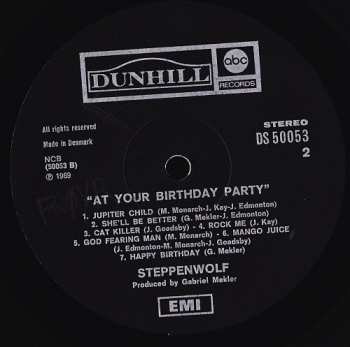 DUNHILL
abc
RECORDS
All rights reserved
Made in Denmark
NCB
(50053 B)
℗ 1969
STEREO
DS 50053
2
"AT YOUR BIRTHDAY PARTY"
1. JUPITER CHILD (M. Monarch-J. Kay-J. Edmonton)
2. SHE'LL BE BETTER (G. Mekler-J. Edmonton)
3. CAT KILLER (J. Goadsby) - 4. ROCK ME (J. Kay)
5. GOD FEARING MAN (M. Monarch) - 6. MANGO JUICE
(J. Edmonton-M. Monarch-J. Goadsby-N. St. Nicholas)
7. HAPPY BIRTHDAY (G. Mekler)
STEPPENWOLF
Produced by Gabriel Mekler
EMI